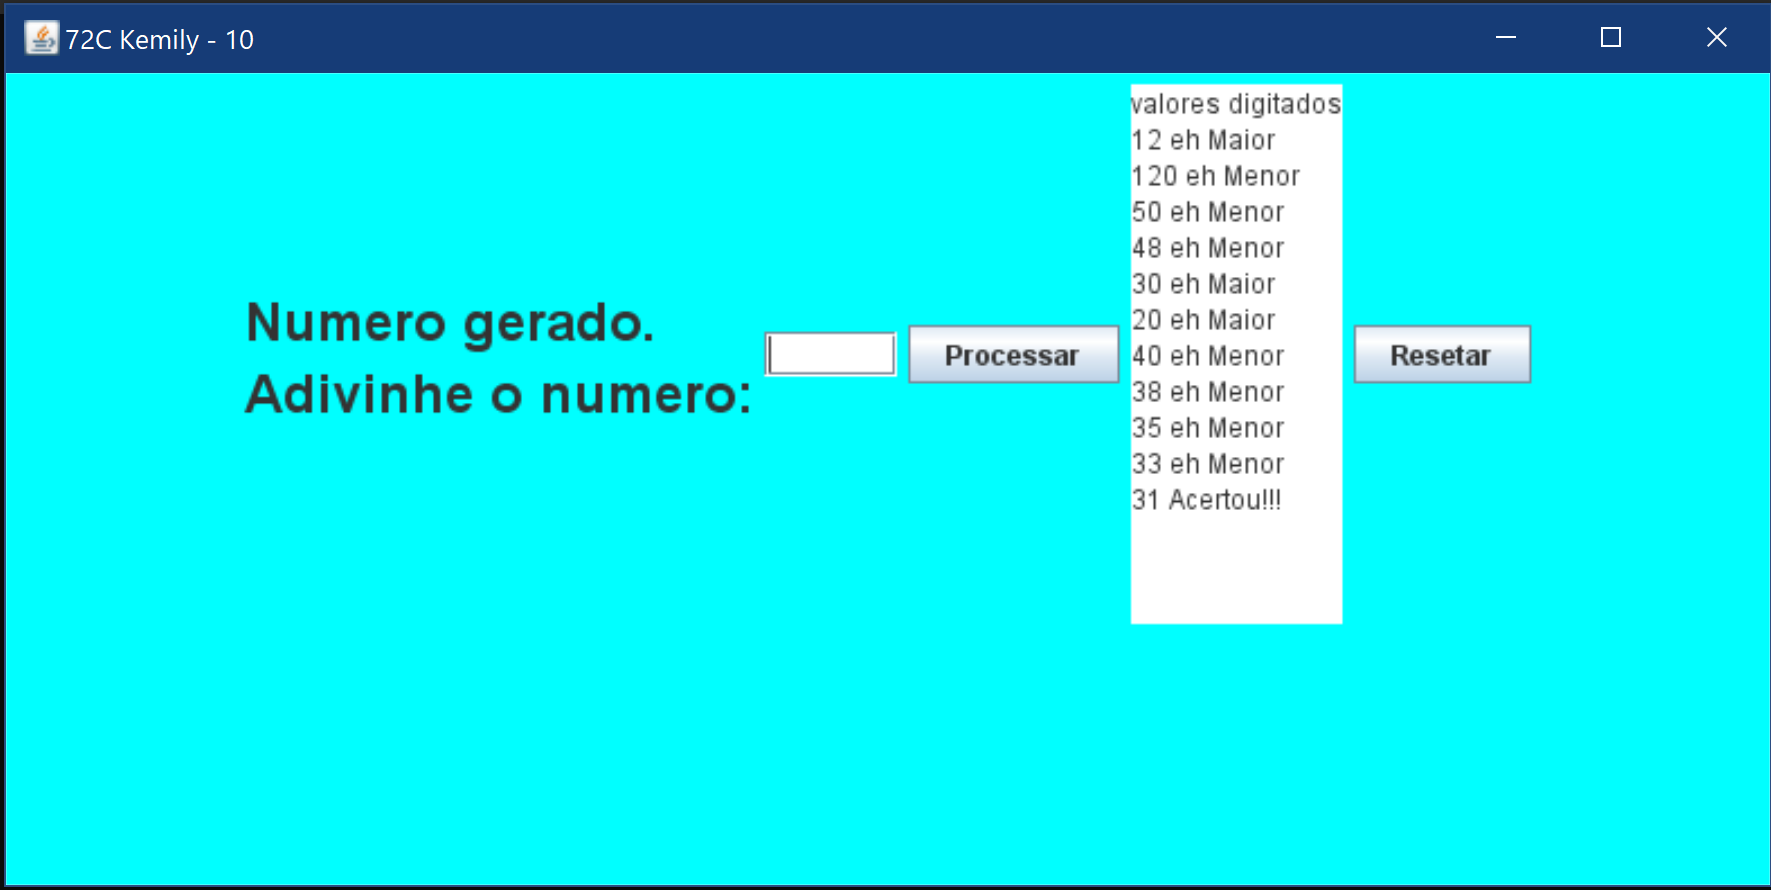 72C Kemily - 10
Numero gerado.
Adivinhe o numero:
Processar
valores digitados
12 eh Maior
120 eh Menor
50 eh Menor
48 eh Menor
30 eh Maior
20 eh Maior
40 eh Menor
38 eh Menor
35 eh Menor
33 eh Menor
31 Acertou!!!
Resetar